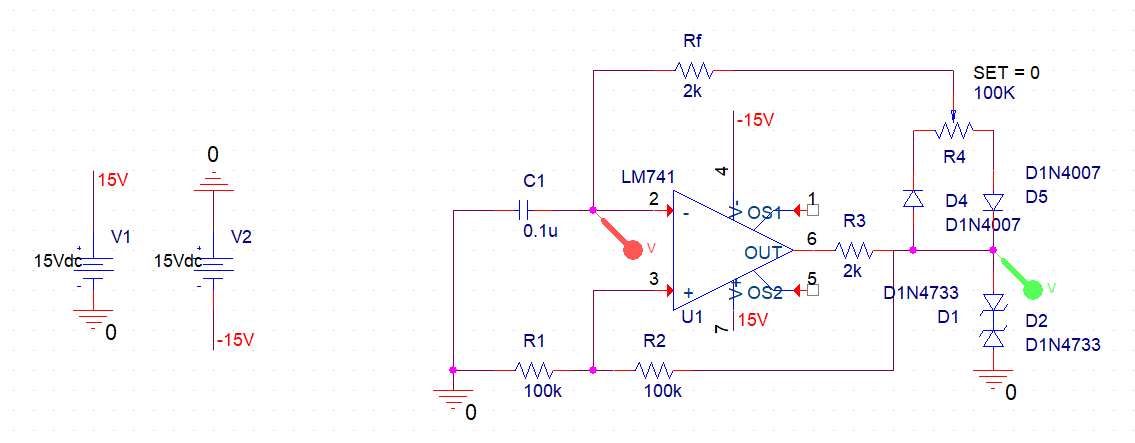 Rf
2k
SET = 0
100K
R4
-15V
4
0
15V
V1
15Vdc
0
V2
15Vdc
-15V
0
C1
0.1u
LM741
2
-
V-
OS1
1
V
R3
2k
6
OUT
3
+
V+
OS2
5
U1
7
15V
D1N4007
D5
D4
D1N4007
V
D1N4733
D1
D2
D1N4733
R1
100k
R2
100k
0
0